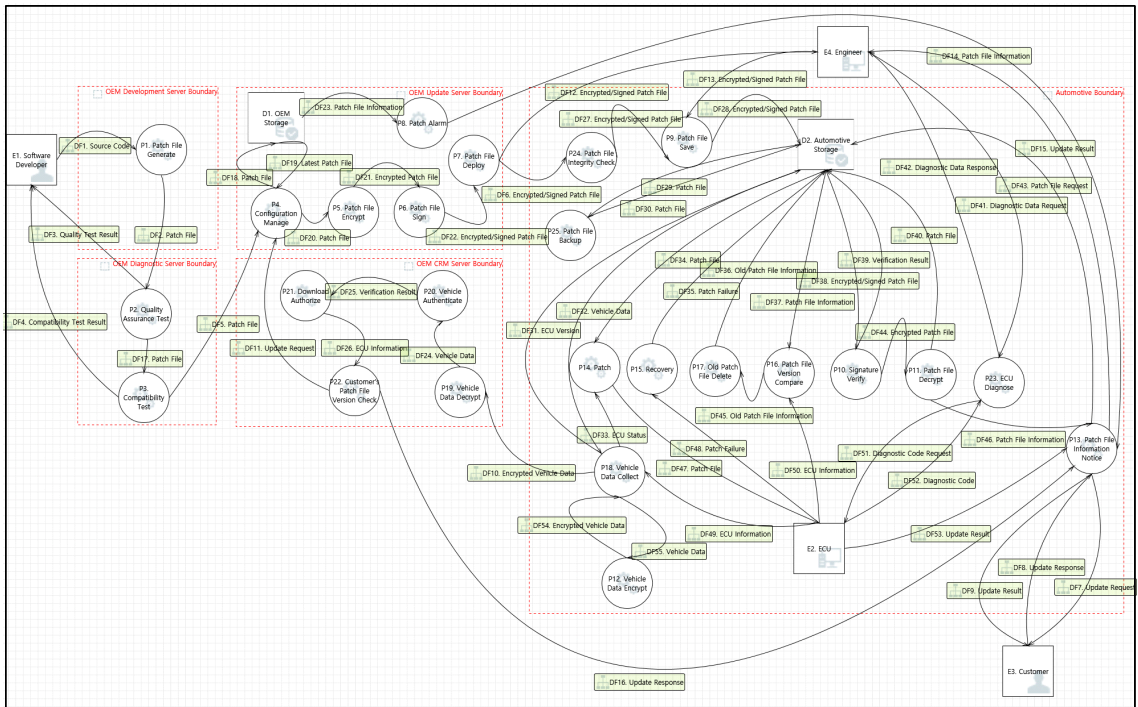 E4. Engineer
DF14. Patch File Information
DF13. Encrypted/Signed Patch File
OEM Development Server Boundary
OEM Update Server Boundary
DF12. Encrypted/Signed Patch File
Automotive Boundary
DF23. Patch File Information
DF28. Encrypted/Signed Patch File
D1. OEM
Storage
P8. Patch Alarm
DF27. Encrypted/Signed Patch File
E1. Software
Developer
DF1. Source Code
P1. Patch File
Generate
P9. Patch File
Save
D2. Automotive
Storage
DF15. Update Result
P7. Patch File
Deploy
P24. Patch File
Integrity Check
DF19. Latest Patch File
DF18. Patch File
DF21. Encrypted Patch File
DF42. Diagnostic Data Response
DF43. Patch File Request
DF29. Patch File
DF6. Encrypted/Signed Patch File
DF41. Diagnostic Data Request
DF30. Patch File
P4.
Configuration
Manage
P5. Patch File
Encrypt
P6. Patch File
Sign
DF3. Quality Test Result
DF2. Patch File
DF20. Patch File
DF22. Encrypted/Signed Patch File
P25. Patch File
Backup
DF40. Patch File
DF34. Patch File
DF39. Verification Result
OEM Diagnostic Server Boundary
OEM CRM Server Boundary
DF36. Old Patch File Information
DF38. Encrypted/Signed Patch File
DF35. Patch Failure
P21. Download
Authorize
DF25. Verification Result
P20. Vehicle
Authenticate
DF37. Patch File Information
P2. Quality
Assurance Test
DF32. Vehicle Data
DF4. Compatibility Test Result
DF5. Patch File
DF31. ECU Version
DF44. Encrypted Patch File
DF11. Update Request
DF26. ECU Information
DF24. Vehicle Data
DF17. Patch File
P14. Patch
P15. Recovery
P17. Old Patch
File Delete
P16. Patch File
Version
Compare
P10. Signature
Verify
P11. Patch File
Decrypt
P23. ECU
Diagnose
P3.
Compatibility
Test
P22. Customer's
Patch File
Version Check
P19. Vehicle
Data Decrypt
DF45. Old Patch File Information
DF33. ECU Status
DF46. Patch File Information
P13. Patch File
Information
Notice
DF48. Patch Failure
DF51. Diagnostic Code Request
DF47. Patch File
DF50. ECU Information
DF10. Encrypted Vehicle Data
P18. Vehicle
Data Collect
DF52. Diagnostic Code
DF54. Encrypted Vehicle Data
DF49. ECU Information
DF53. Update Result
E2. ECU
DF55. Vehicle Data
DF8. Update Response
P12. Vehicle
Data Encrypt
DF9. Update Result
DF7. Update Request
E3. Customer
DF16. Update Response